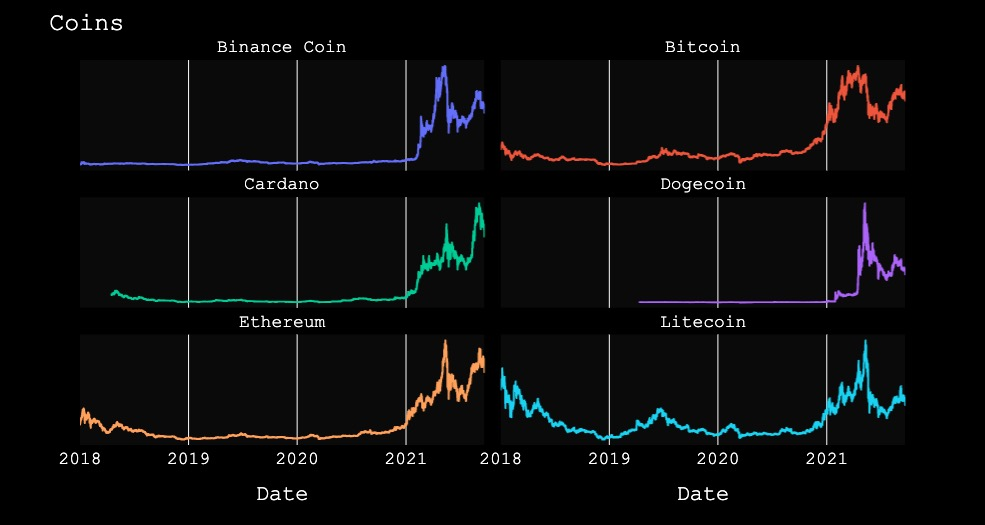 Coins
Binance Coin
Bitcoin
Cardano
Dogecoin
Ethereum
Litecoin
2018 2019 2020 2021 2018 2019 2020 2021
Date Date